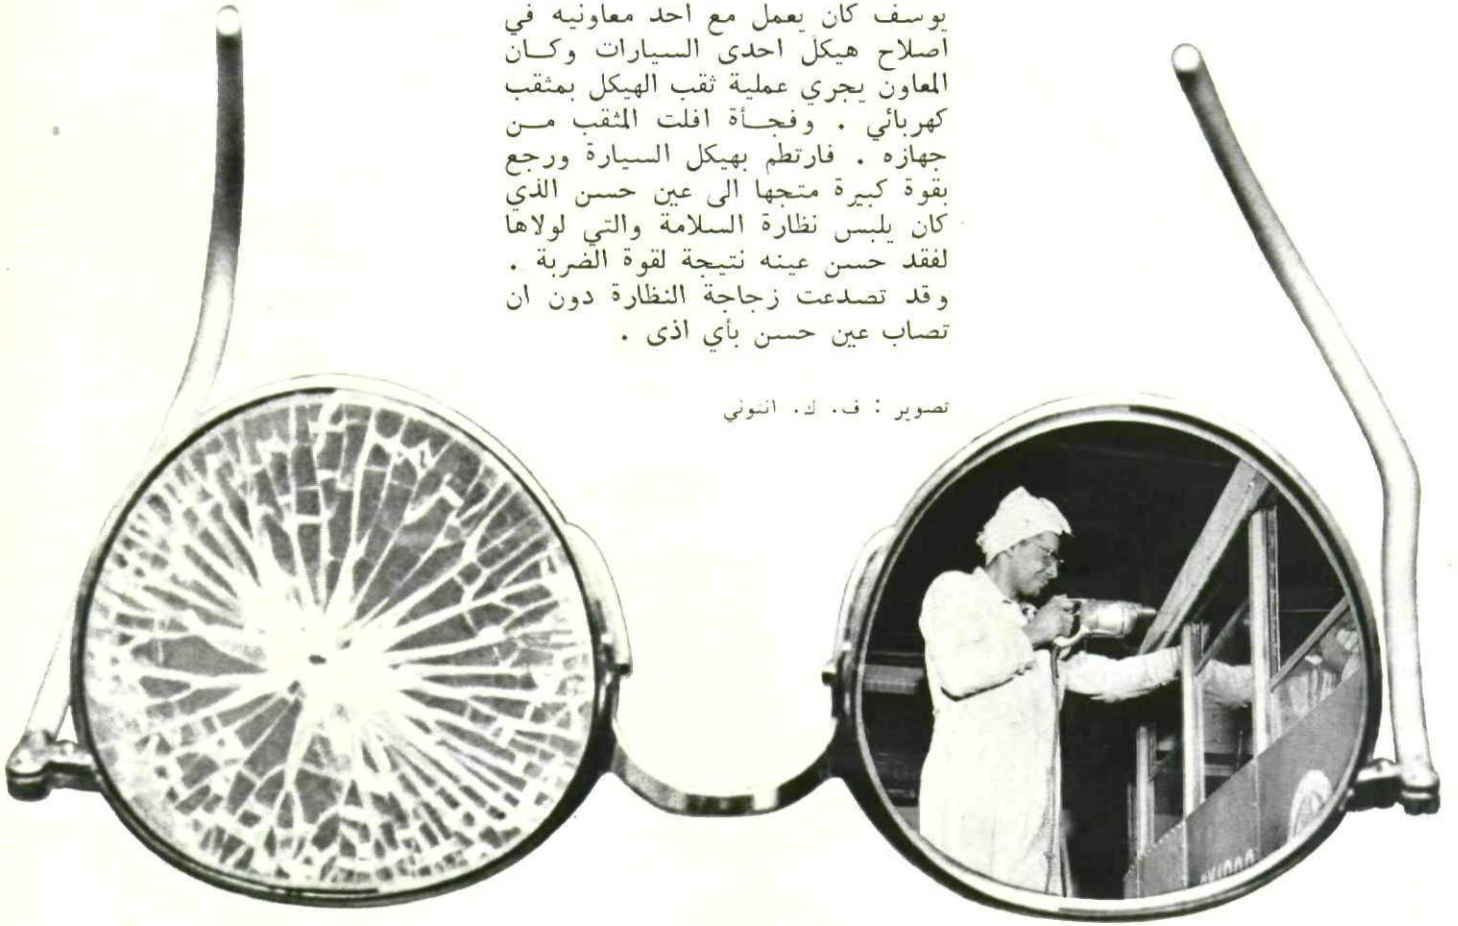 يوسف كان يعمل مع احد معاونيه في
اصلاح هيكل احدى السيارات وكان
المعاون يجري عملية ثقب الهيكل بمثقب
كهربائي . وفجأة افلت المثقب من
جهازه . فارتطم بهيكل السيارة ورجع
بقوة كبيرة متجها الى عين حسن الذي
كان يلبس نظارة السلامة والتي لولاها
لفقد حسن عينه نتيجة لقوة الضربة .
وقد تصدعت زجاجة النظارة دون ان
تصاب عين حسن بأي اذى .
تصوير : ف. ك. انتوني